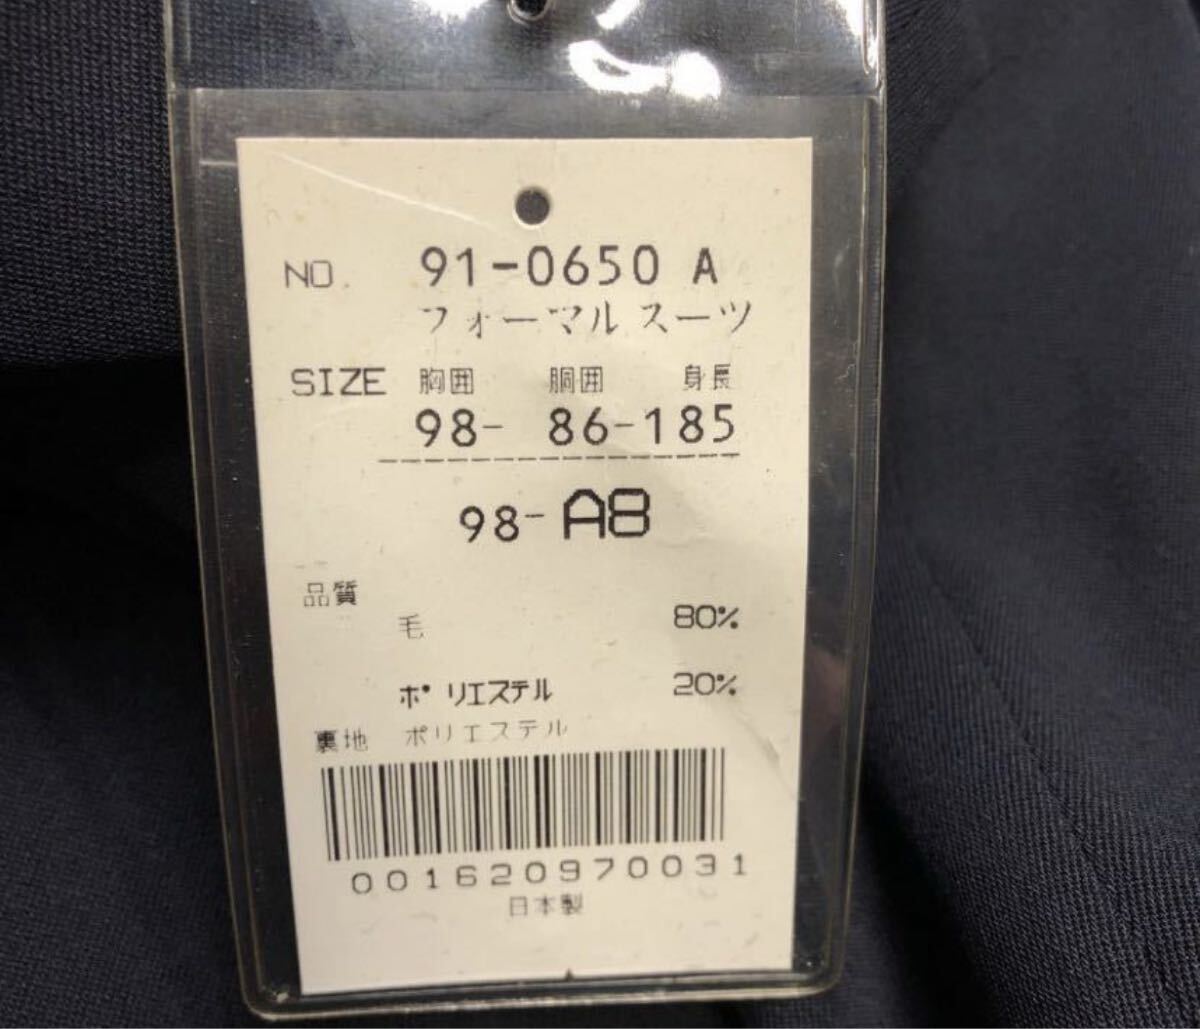 NO. 91-0650 A
フォーマルスーツ
SIZE 胸囲 胴囲 身長
98- 86-185
98-A8
品質
毛 80%
ポリエステル 20%
裏地 ポリエステル
001620970031
日本製